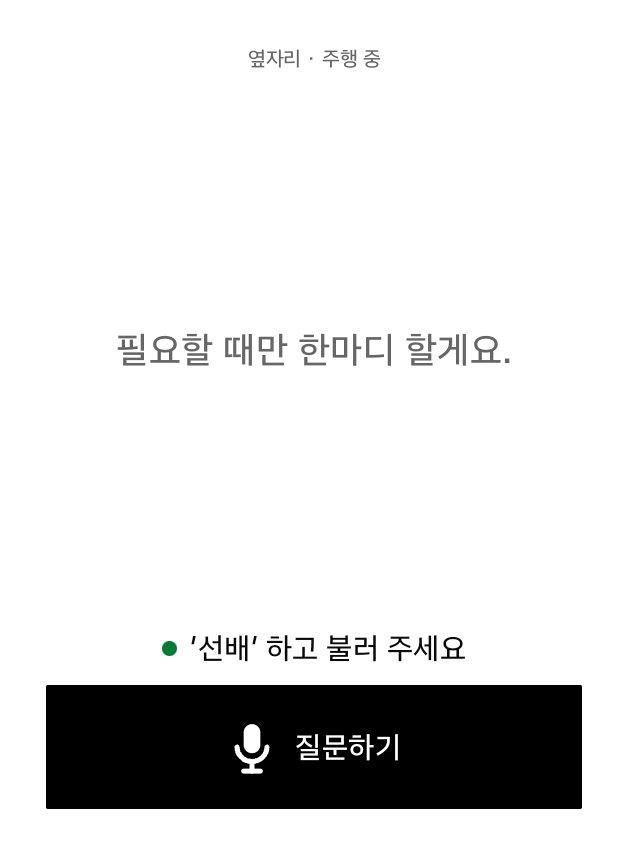 옆자리 · 주행 중
필요할 때만 한마디 할게요.
'선배' 하고 불러 주세요
질문하기